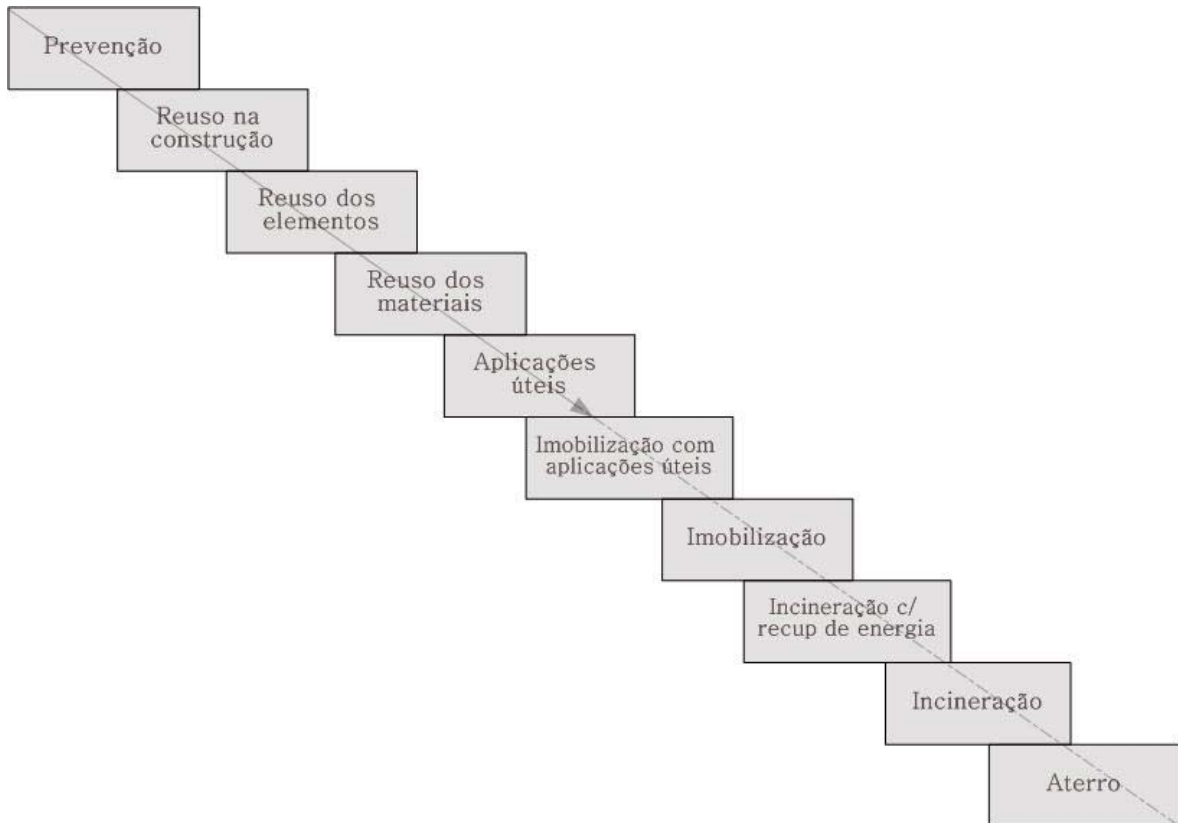 Prevenção
Reuso na
construção
Reuso dos
elementos
Reuso dos
materiais
Aplicações
úteis
Imobilização com
aplicações úteis
Imobilização
Incineração c/
recup de energia
Incineração
Aterro